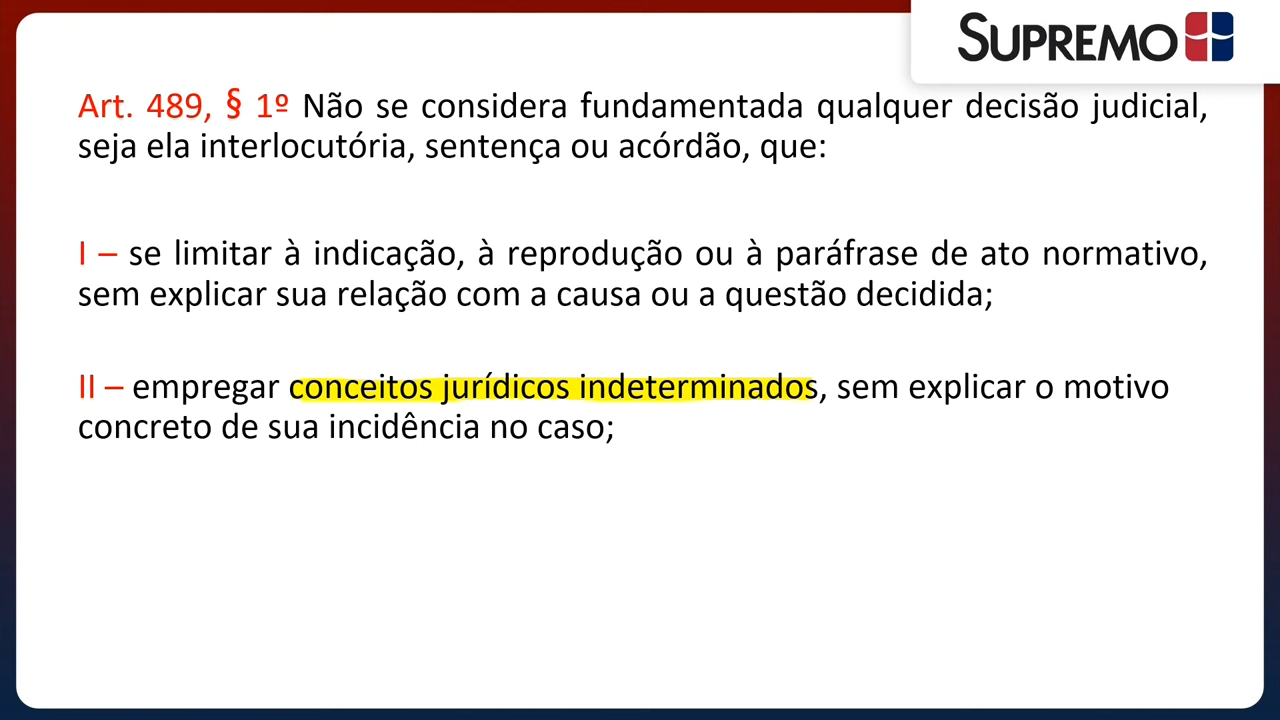 SUPREMO
Art. 489, § 1º Não se considera fundamentada qualquer decisão judicial,
seja ela interlocutória, sentença ou acórdão, que:
I – se limitar à indicação, à reprodução ou à paráfrase de ato normativo,
sem explicar sua relação com a causa ou a questão decidida;
II – empregar conceitos jurídicos indeterminados, sem explicar o motivo
concreto de sua incidência no caso;